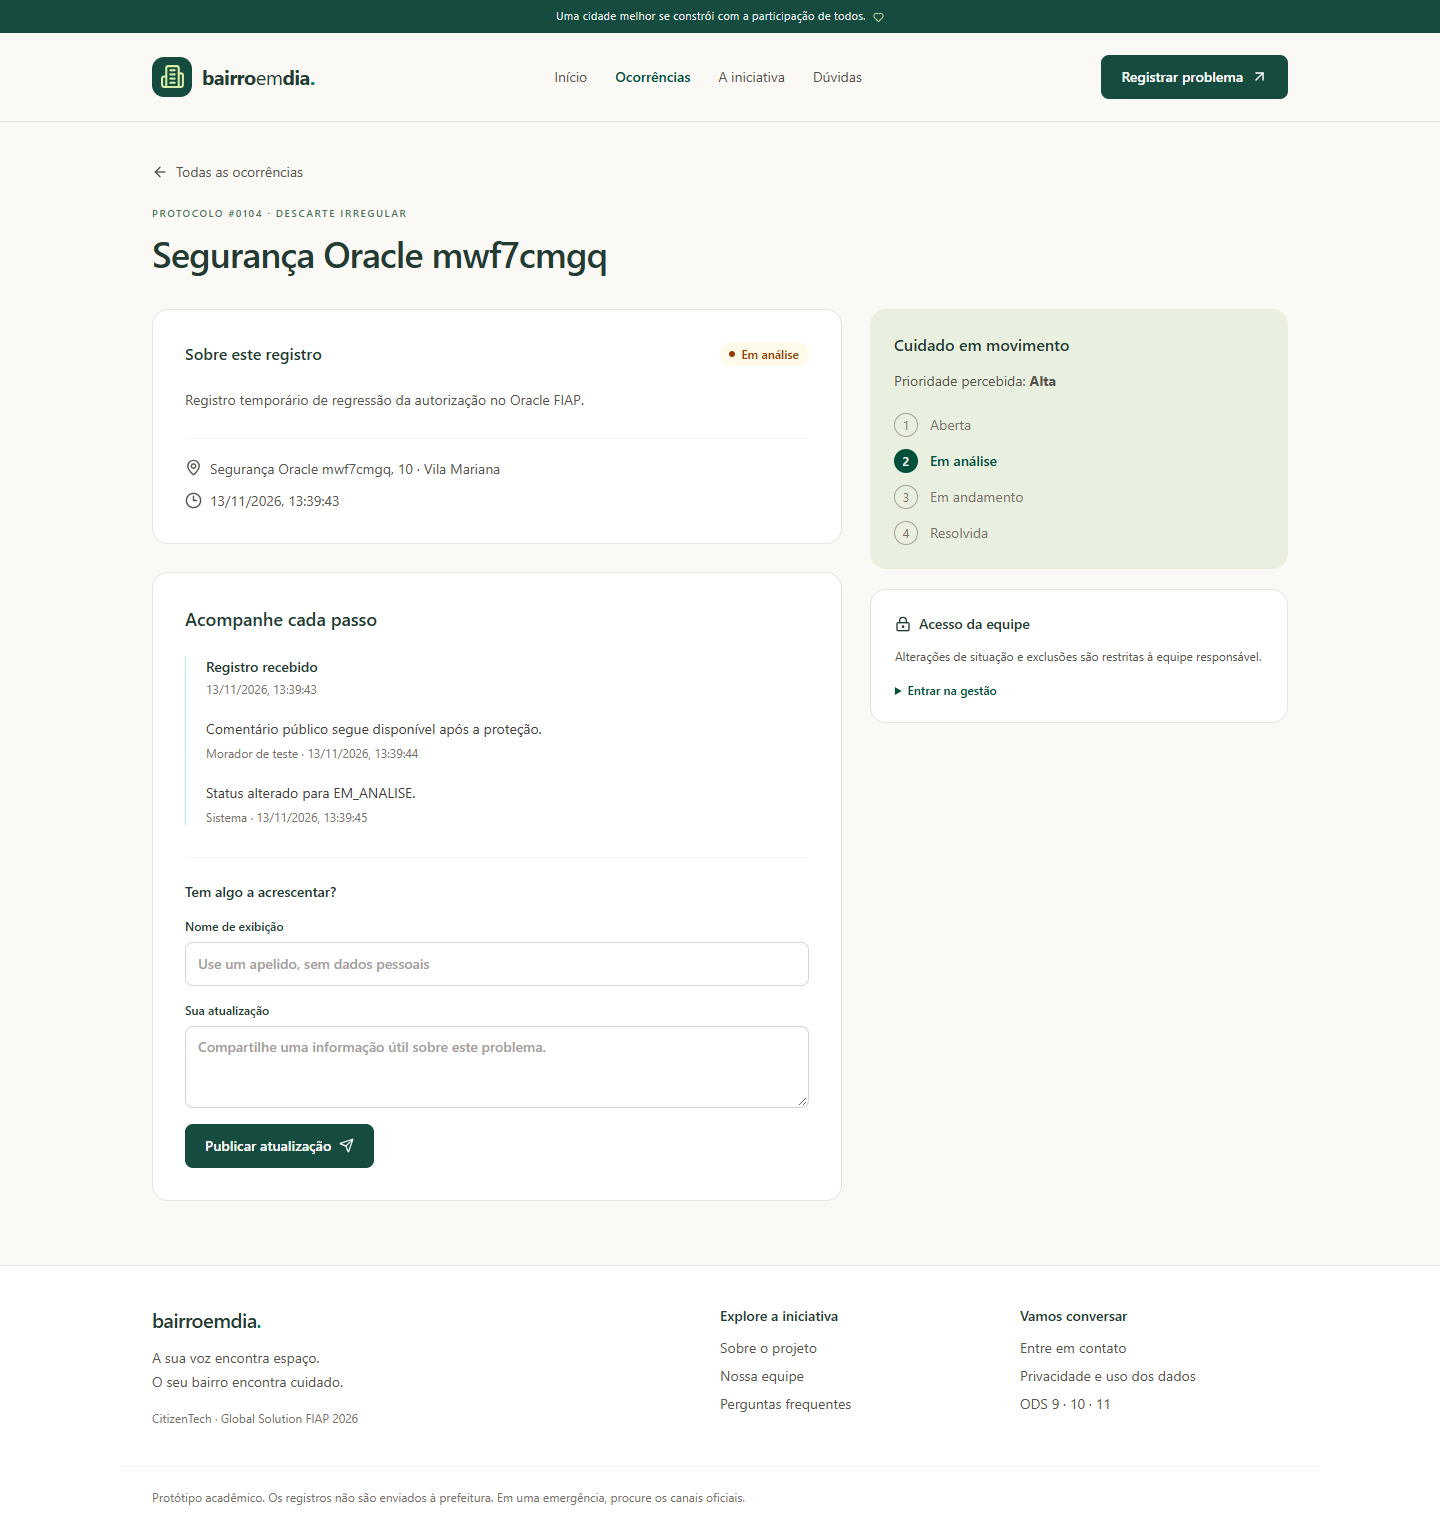 Uma cidade melhor se constrói com a participação de todos.
bairroemdia.
Início
Ocorrências
A iniciativa
Dúvidas
Registrar problema
Todas as ocorrências
PROTOCOLO #0104 · DESCARTE IRREGULAR
Segurança Oracle mwf7cmgq
Sobre este registro
Em análise
Registro temporário de regressão da autorização no Oracle FIAP.
Segurança Oracle mwf7cmgq, 10 · Vila Mariana
13/11/2026, 13:39:43
Cuidado em movimento
Prioridade percebida: Alta
1 Aberta
2 Em análise
3 Em andamento
4 Resolvida
Acesso da equipe
Alterações de situação e exclusões são restritas à equipe responsável.
Entrar na gestão
Acompanhe cada passo
Registro recebido
13/11/2026, 13:39:43
Comentário público segue disponível após a proteção.
Morador de teste · 13/11/2026, 13:39:44
Status alterado para EM_ANALISE.
Sistema · 13/11/2026, 13:39:45
Tem algo a acrescentar?
Nome de exibição
Use um apelido, sem dados pessoais
Sua atualização
Compartilhe uma informação útil sobre este problema.
Publicar atualização
bairroemdia.
A sua voz encontra espaço.
O seu bairro encontra cuidado.
CitizenTech · Global Solution FIAP 2026
Explore a iniciativa
Sobre o projeto
Nossa equipe
Perguntas frequentes
Vamos conversar
Entre em contato
Privacidade e uso dos dados
ODS 9 · 10 · 11
Protótipo acadêmico. Os registros não são enviados à prefeitura. Em uma emergência, procure os canais oficiais.